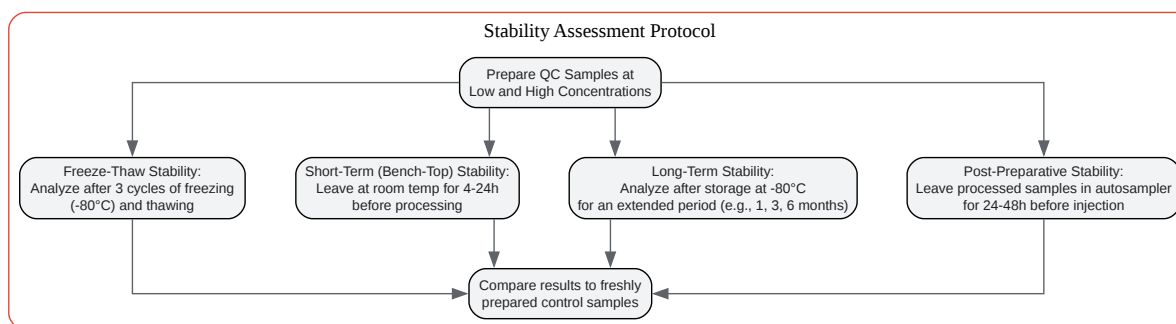 Stability Assessment Protocol
Prepare QC Samples at
Low and High Concentrations
Freeze-Thaw Stability:
Analyze after 3 cycles of freezing
(-80°C) and thawing
Short-Term (Bench-Top) Stability:
Leave at room temp for 4-24h
before processing
Long-Term Stability:
Analyze after storage at -80°C
for an extended period (e.g., 1, 3, 6 months)
Post-Preparative Stability:
Leave processed samples in autosampler
for 24-48h before injection
Compare results to freshly
prepared control samples